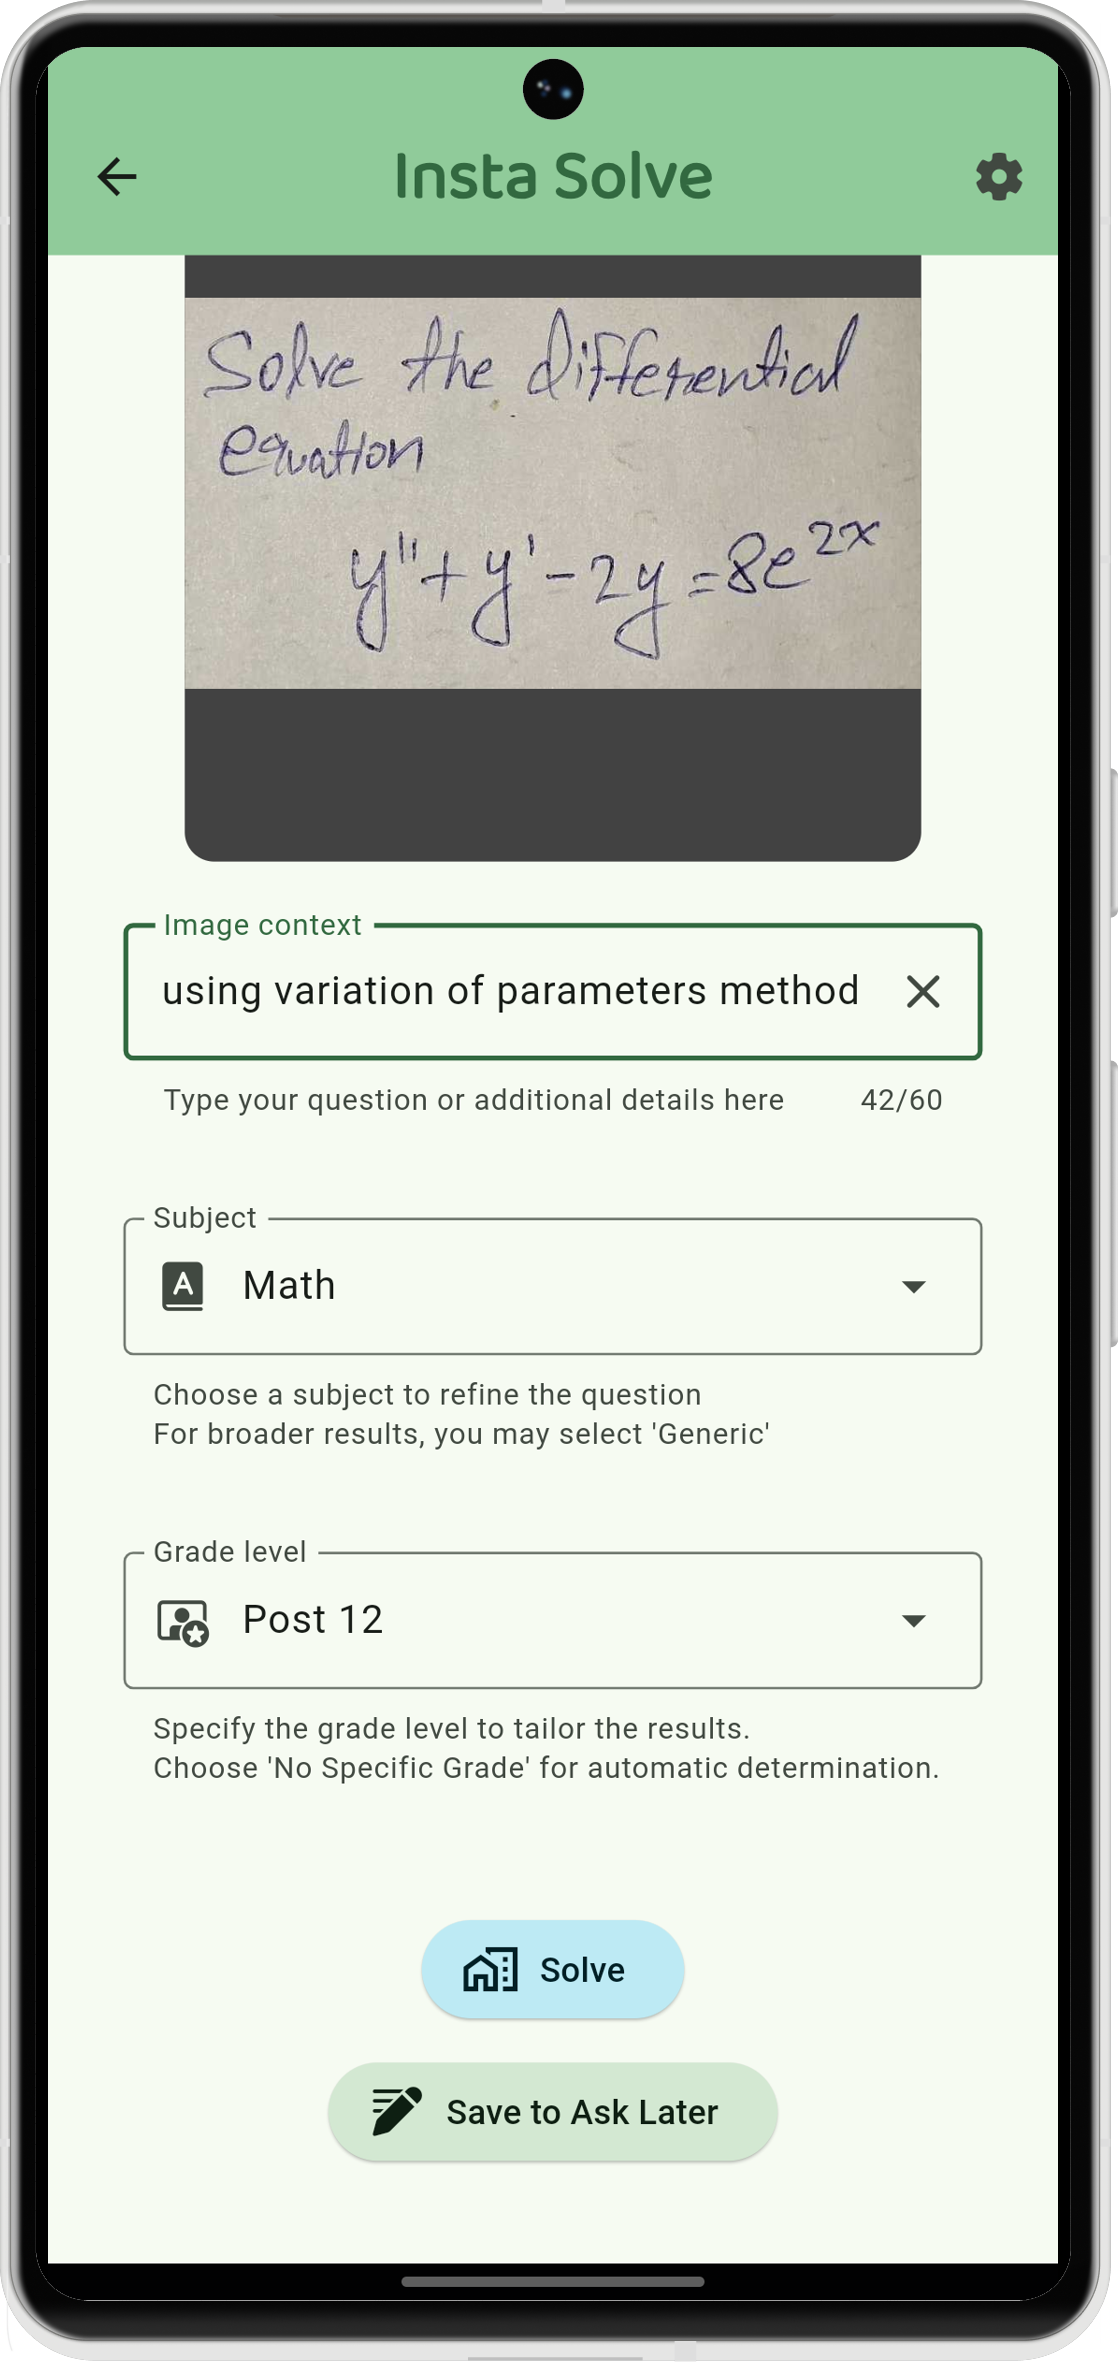 Insta Solve
Solve the differential
equation
y"+y'-2y=8e^2x
Image context
using variation of parameters method
Type your question or additional details here 42/60
Subject
A Math
Choose a subject to refine the question
For broader results, you may select 'Generic'
Grade level
Post 12
Specify the grade level to tailor the results.
Choose 'No Specific Grade' for automatic determination.
Solve
Save to Ask Later